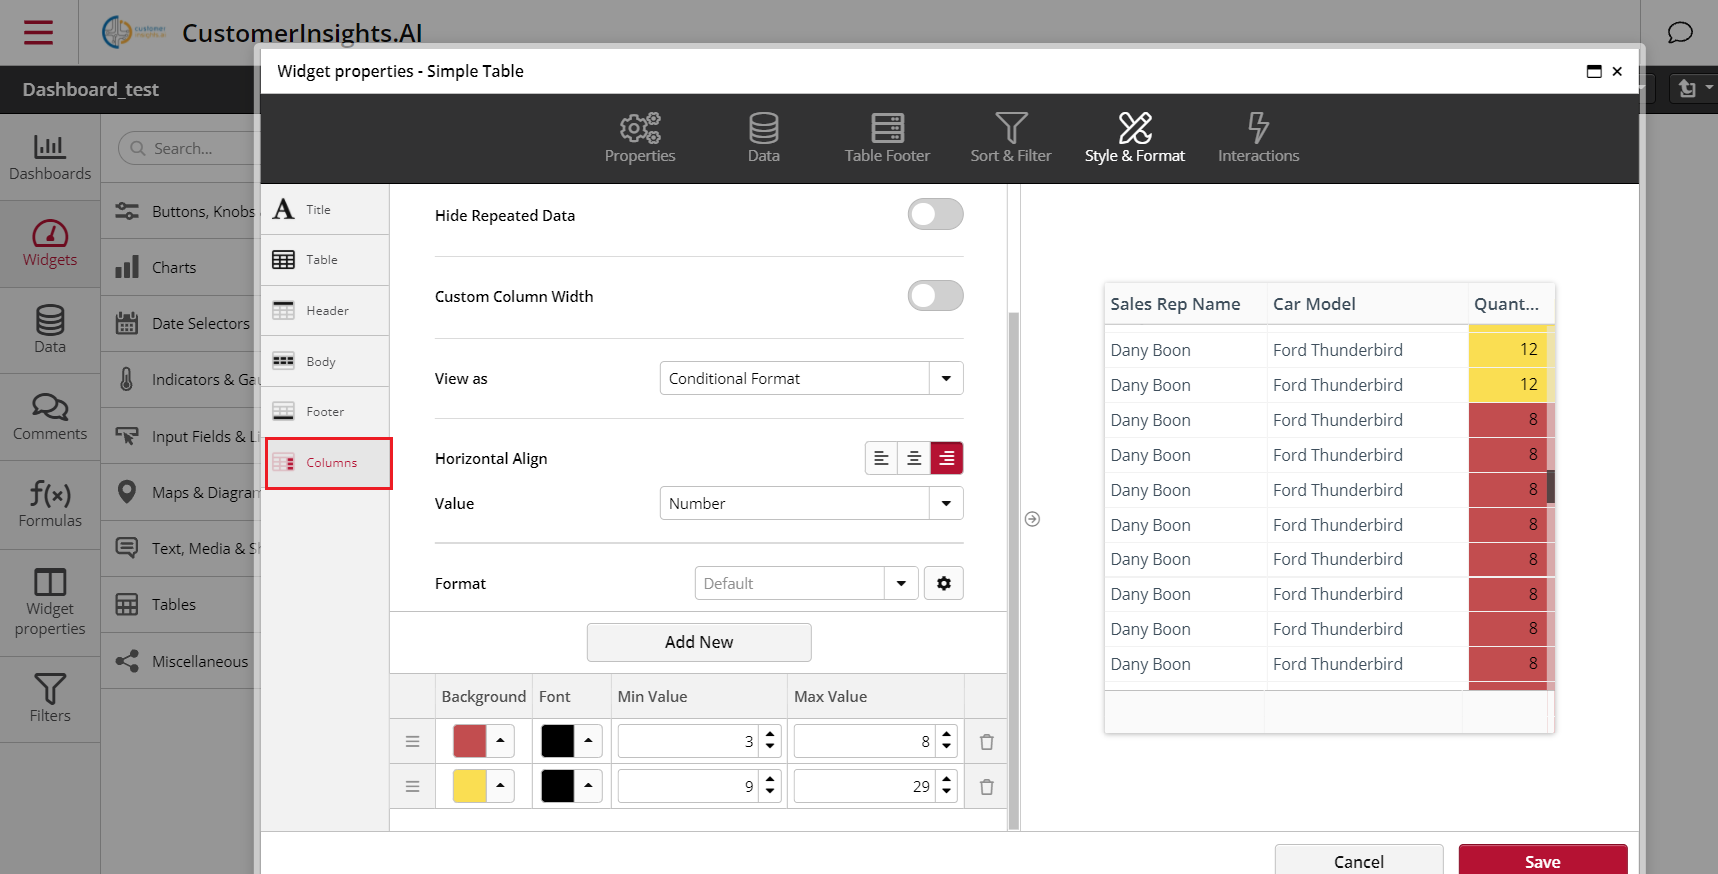 customer
insights.ai
CustomerInsights.AI
Dashboard_test
Dashboards
Widgets
Data
Comments
Formulas
Widget
properties
Filters
Search...
Buttons, Knobs
Charts
Date Selectors
Indicators & Gau
Input Fields & Li
Maps & Diagram
Text, Media & Sh
Tables
Miscellaneous
Widget properties - Simple Table
Properties
Data
Table Footer
Sort & Filter
Style & Format
Interactions
Title
Table
Header
Body
Footer
Columns
Hide Repeated Data
Custom Column Width
View as
Conditional Format
Horizontal Align
Value
Number
Format
Default
Add New
Background Font Min Value Max Value
3 8
9 29
Sales Rep Name Car Model Quant...
Dany Boon Ford Thunderbird 12
Dany Boon Ford Thunderbird 12
Dany Boon Ford Thunderbird 8
Dany Boon Ford Thunderbird 8
Dany Boon Ford Thunderbird 8
Dany Boon Ford Thunderbird 8
Dany Boon Ford Thunderbird 8
Dany Boon Ford Thunderbird 8
Dany Boon Ford Thunderbird 8
Dany Boon Ford Thunderbird 8
Cancel
Save